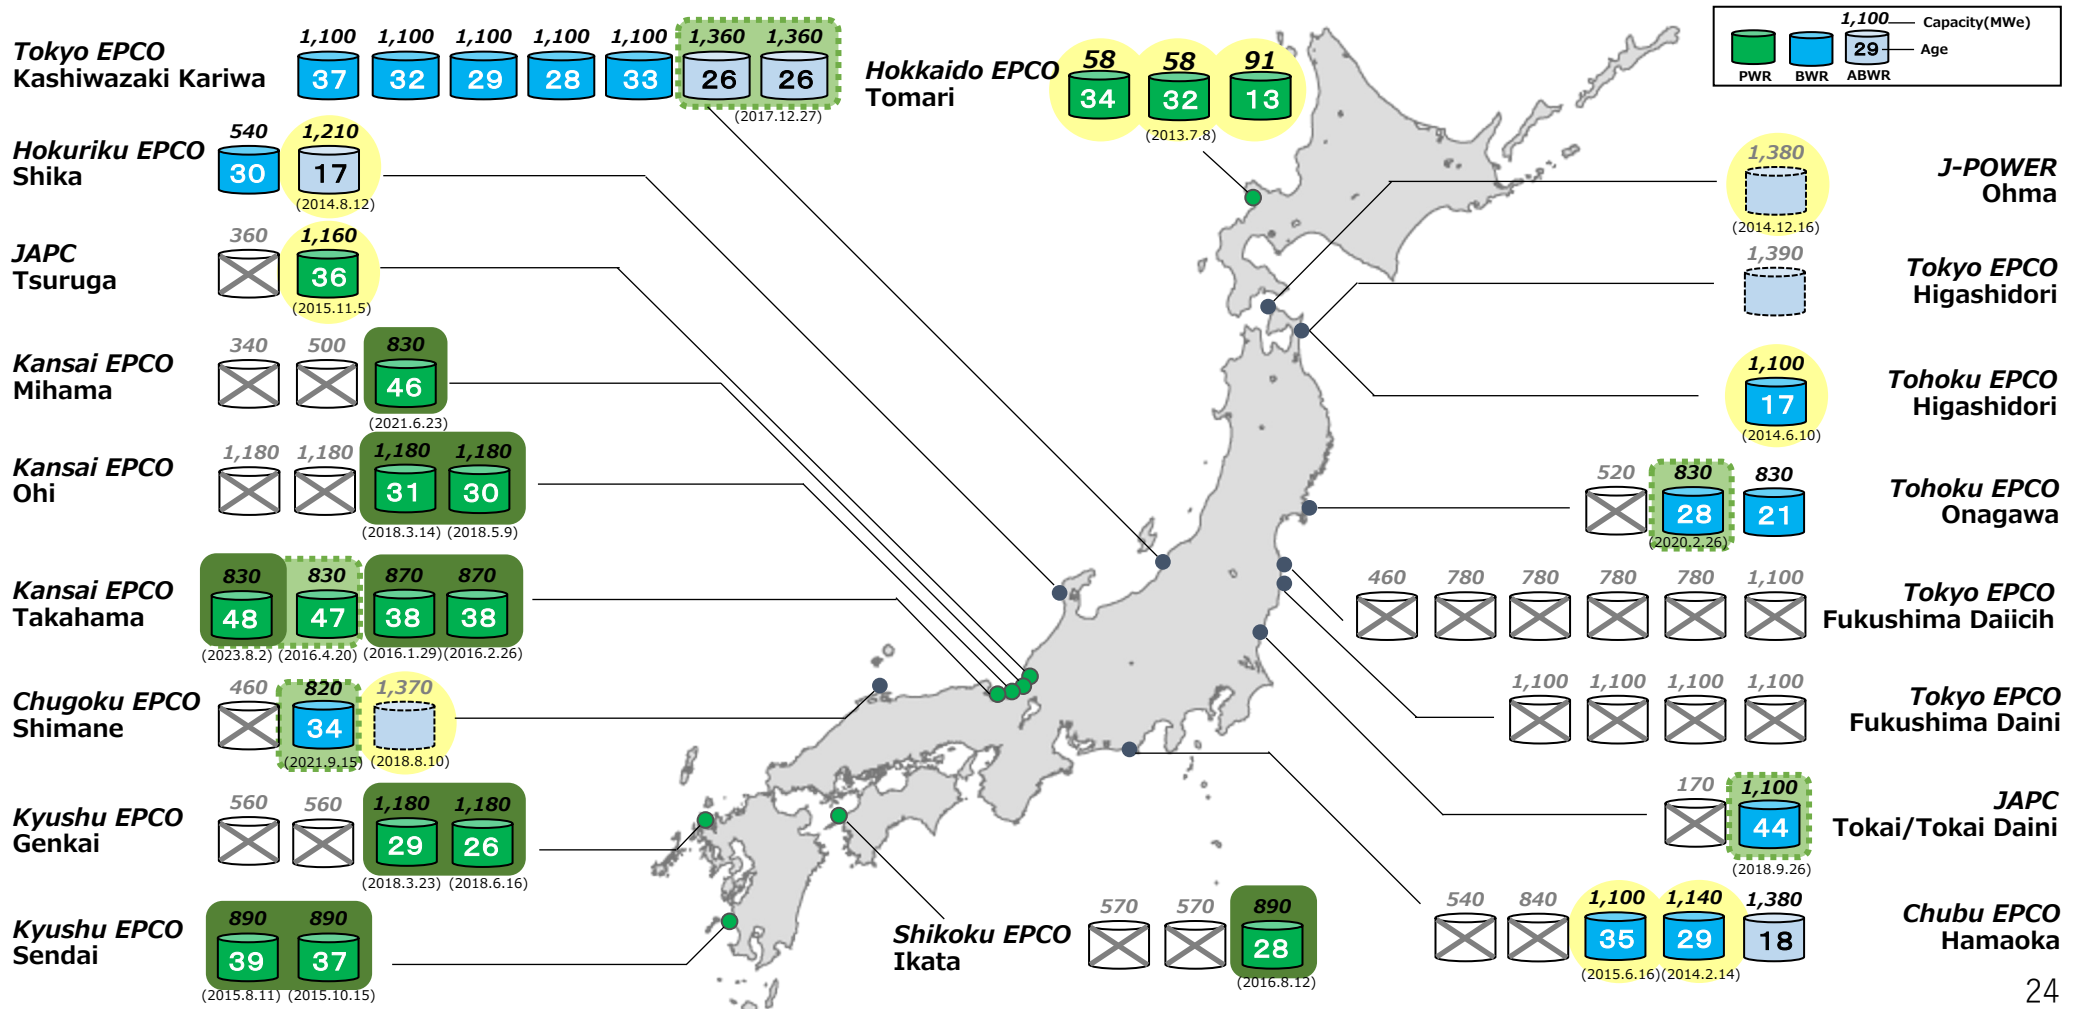 Tokyo EPCO
Kashiwazaki Kariwa
1,100 1,100 1,100 1,100 1,100 1,360 1,360
37 32 29 28 33 26 26
(2017.12.27)
Hokkaido EPCO
Tomari
58 58 91
34 32 13
(2013.7.8)
1,100 Capacity(MWe)
29 Age
PWR BWR ABWR
Hokuriku EPCO
Shika
540 1,210
30 17
(2014.8.12)
JAPC
Tsuruga
360 1,160
36
(2015.11.5)
Kansai EPCO
Mihama
340 500 830
46
(2021.6.23)
Kansai EPCO
Ohi
1,180 1,180 1,180 1,180
31 30
(2018.3.14) (2018.5.9)
Kansai EPCO
Takahama
830 830 870 870
48 47 38 38
(2023.8.2) (2016.4.20) (2016.1.29) (2016.2.26)
Chugoku EPCO
Shimane
460 820 1,370
34
(2021.9.15) (2018.8.10)
Kyushu EPCO
Genkai
560 560 1,180 1,180
29 26
(2018.3.23) (2018.6.16)
Kyushu EPCO
Sendai
890 890
39 37
(2015.8.11) (2015.10.15)
Shikoku EPCO
Ikata
570 570 890
28
(2016.8.12)
1,380
J-POWER
Ohma
(2014.12.16)
1,390
Tokyo EPCO
Higashidori
1,100
17
Tohoku EPCO
Higashidori
(2014.6.10)
520 830 830
28 21
Tohoku EPCO
Onagawa
(2020.2.26)
460 780 780 780 780 1,100
Tokyo EPCO
Fukushima Daiicih
1,100 1,100 1,100 1,100
Tokyo EPCO
Fukushima Daini
170 1,100
44
JAPC
Tokai/Tokai Daini
(2018.9.26)
540 840 1,100 1,140 1,380
35 29 18
Chubu EPCO
Hamaoka
(2015.6.16) (2014.2.14)
24